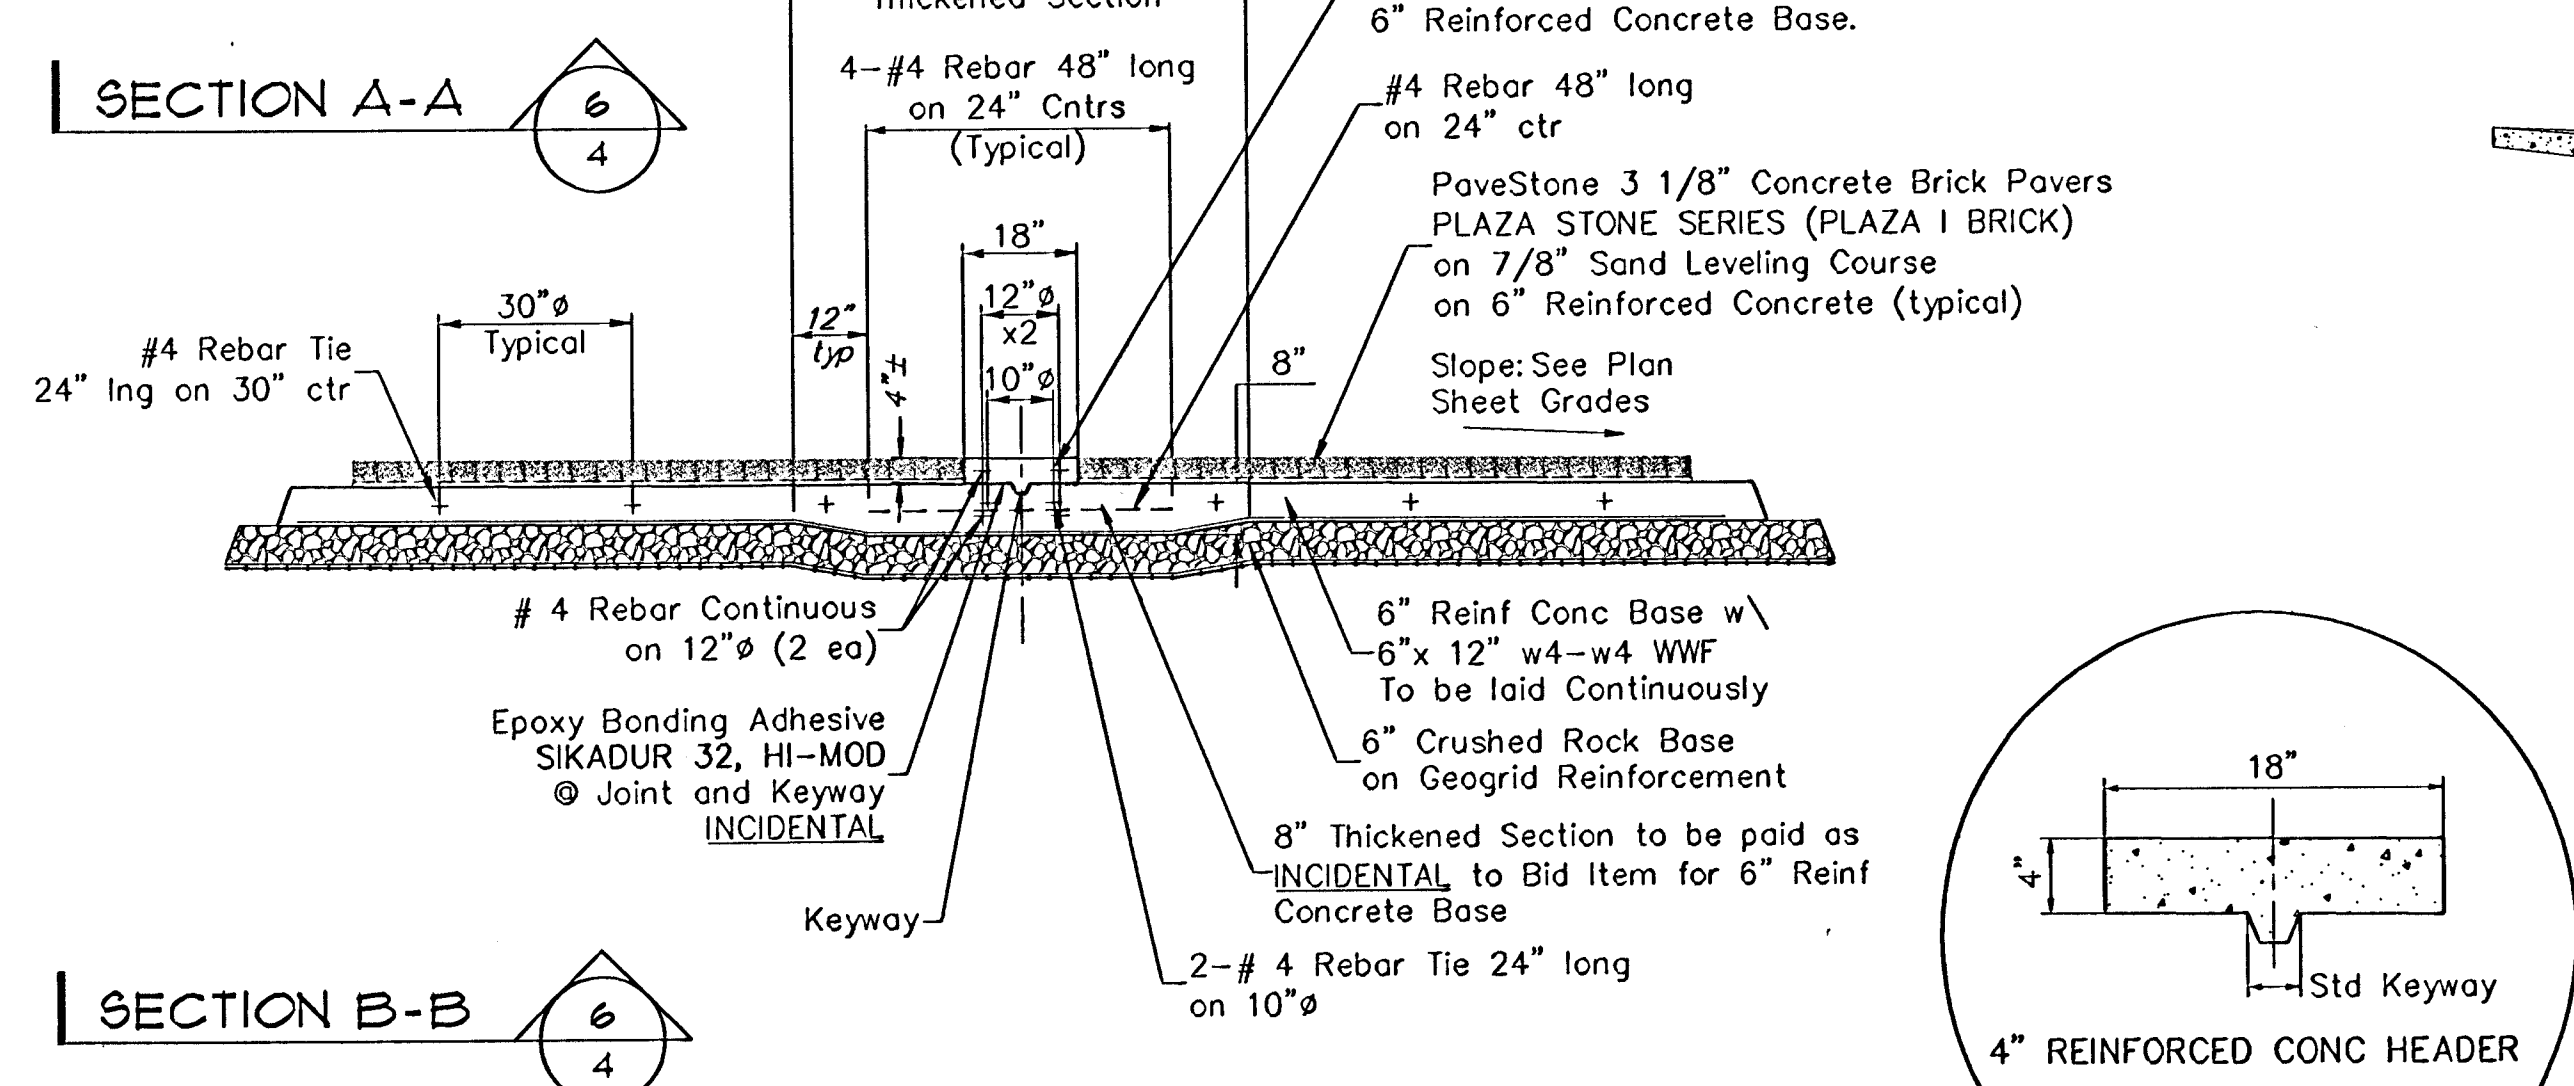 Thickened Section
6" Reinforced Concrete Base.
SECTION A-A
6
4
4-#4 Rebar 48" long
on 24" Cntrs
(Typical)
#4 Rebar 48" long
on 24" ctr
PaveStone 3 1/8" Concrete Brick Pavers
PLAZA STONE SERIES (PLAZA I BRICK)
on 7/8" Sand Leveling Course
on 6" Reinforced Concrete (typical)
18"
12"ø
x2
10"ø
30"ø
Typical
12"
typ
4"±
8"
#4 Rebar Tie
24" lng on 30" ctr
Slope: See Plan
Sheet Grades
# 4 Rebar Continuous
on 12"ø (2 ea)
6" Reinf Conc Base w\
6"x 12" w4-w4 WWF
To be laid Continuously
Epoxy Bonding Adhesive
SIKADUR 32, HI-MOD
@ Joint and Keyway
INCIDENTAL
6" Crushed Rock Base
on Geogrid Reinforcement
8" Thickened Section to be paid as
INCIDENTAL to Bid Item for 6" Reinf
Concrete Base
Keyway
2-# 4 Rebar Tie 24" long
on 10"ø
SECTION B-B
6
4
18"
4"
Std Keyway
4" REINFORCED CONC HEADER